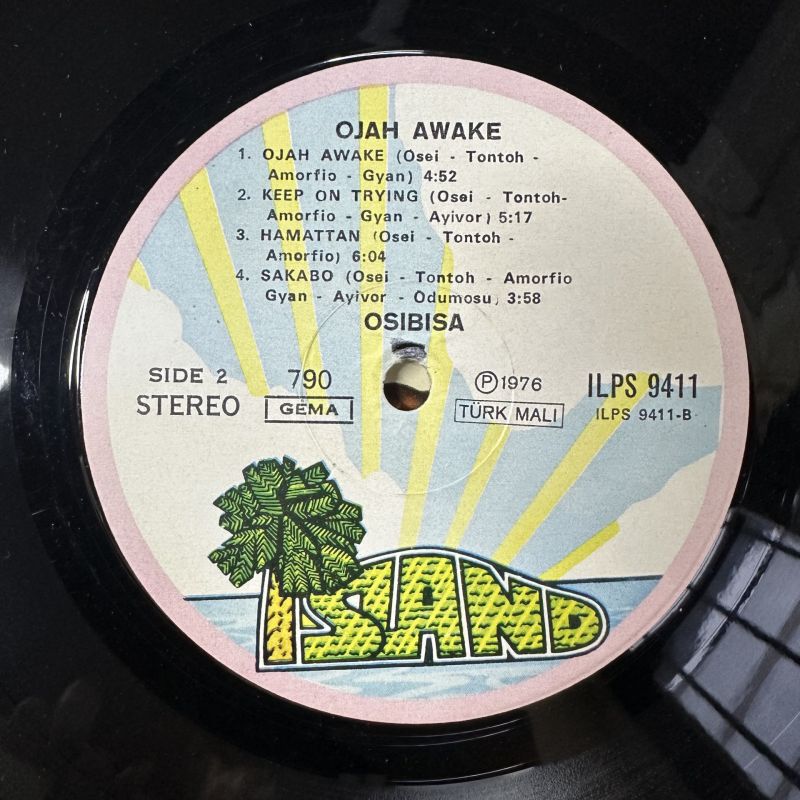 OJAH AWAKE
1. OJAH AWAKE (Osei - Tontoh -
Amorfio - Gyan) 4:52
2. KEEP ON TRYING (Osei - Tontoh-
Amorfio - Gyan - Ayivor) 5:17
3. HAMATTAN (Osei - Tontoh -
Amorfio) 6:04
4. SAKABO (Osei - Tontoh - Amorfio
Gyan - Ayivor - Odumosu) 3:58
OSIBISA
SIDE 2 790 ℗1976 ILPS 9411
STEREO GEMA TÜRK MALI ILPS 9411-B
ISLAND